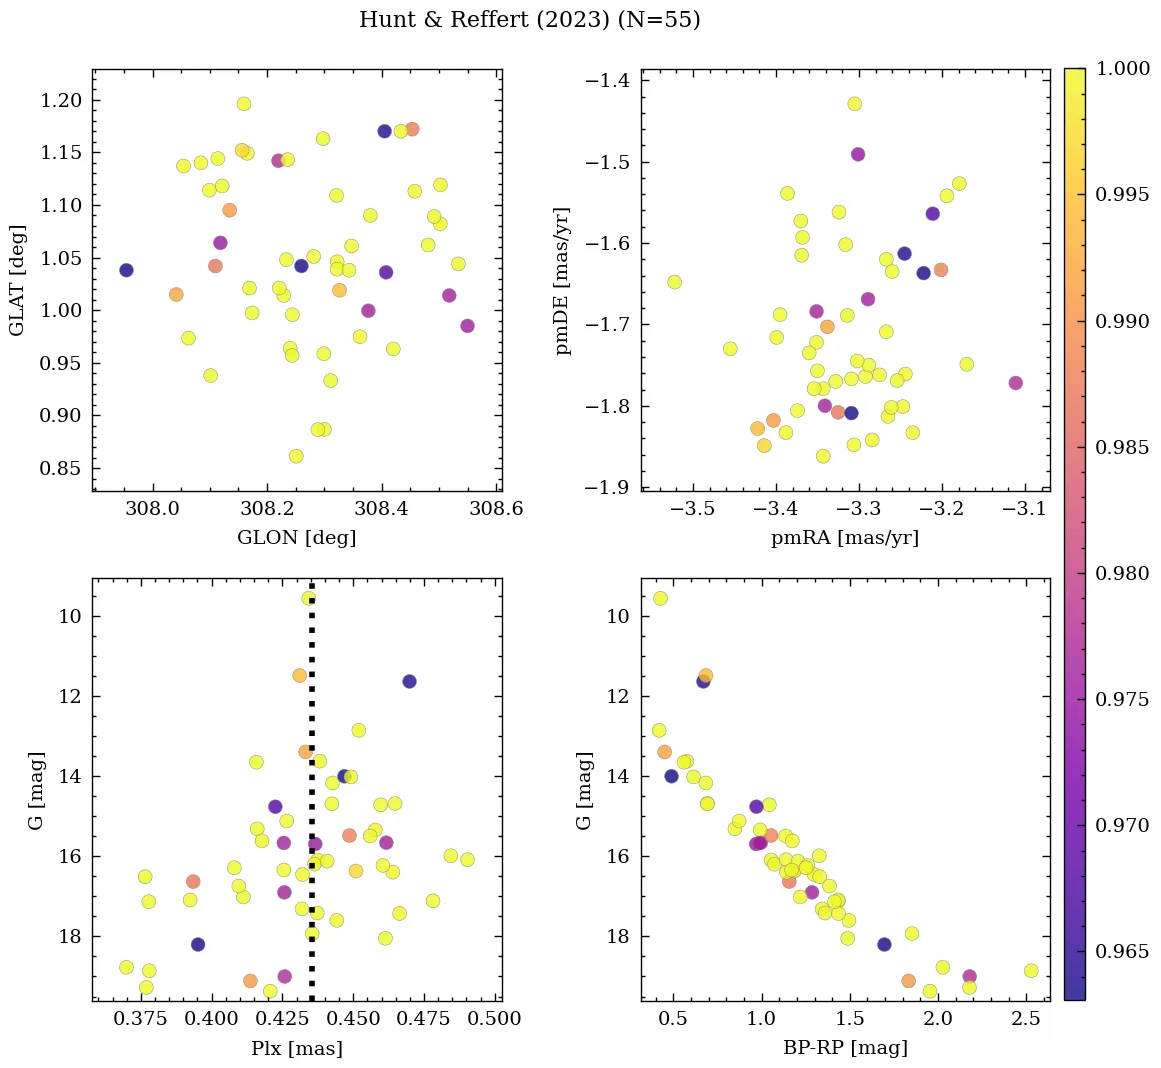 Hunt & Reffert (2023) (N=55)
1.20
1.15
1.10
1.05
1.00
0.95
0.90
0.85
GLAT [deg]
308.0 308.2 308.4 308.6
GLON [deg]
−1.4
−1.5
−1.6
−1.7
−1.8
−1.9
pmDE [mas/yr]
−3.5 −3.4 −3.3 −3.2 −3.1
pmRA [mas/yr]
10
12
14
16
18
G [mag]
0.375 0.400 0.425 0.450 0.475 0.500
Plx [mas]
10
12
14
16
18
G [mag]
0.5 1.0 1.5 2.0 2.5
BP-RP [mag]
1.000
0.995
0.990
0.985
0.980
0.975
0.970
0.965